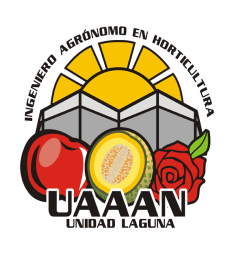 INGENIERO AGRÓNOMO EN HORTICULTURA
UAAAN
UNIDAD LAGUNA